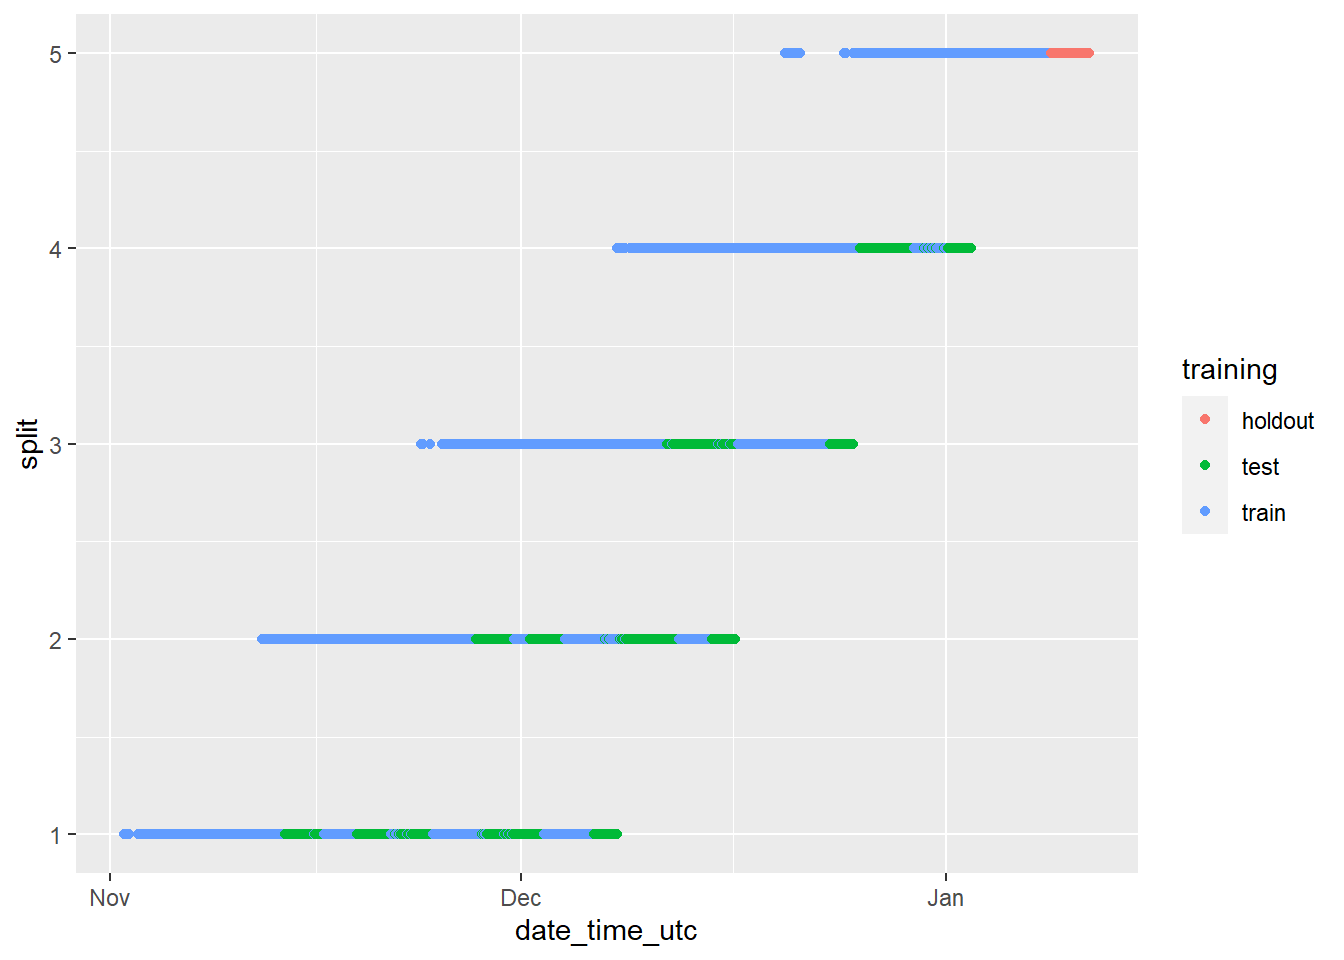 5
4
3
2
1
split
Nov
Dec
Jan
date_time_utc
training
holdout
test
train